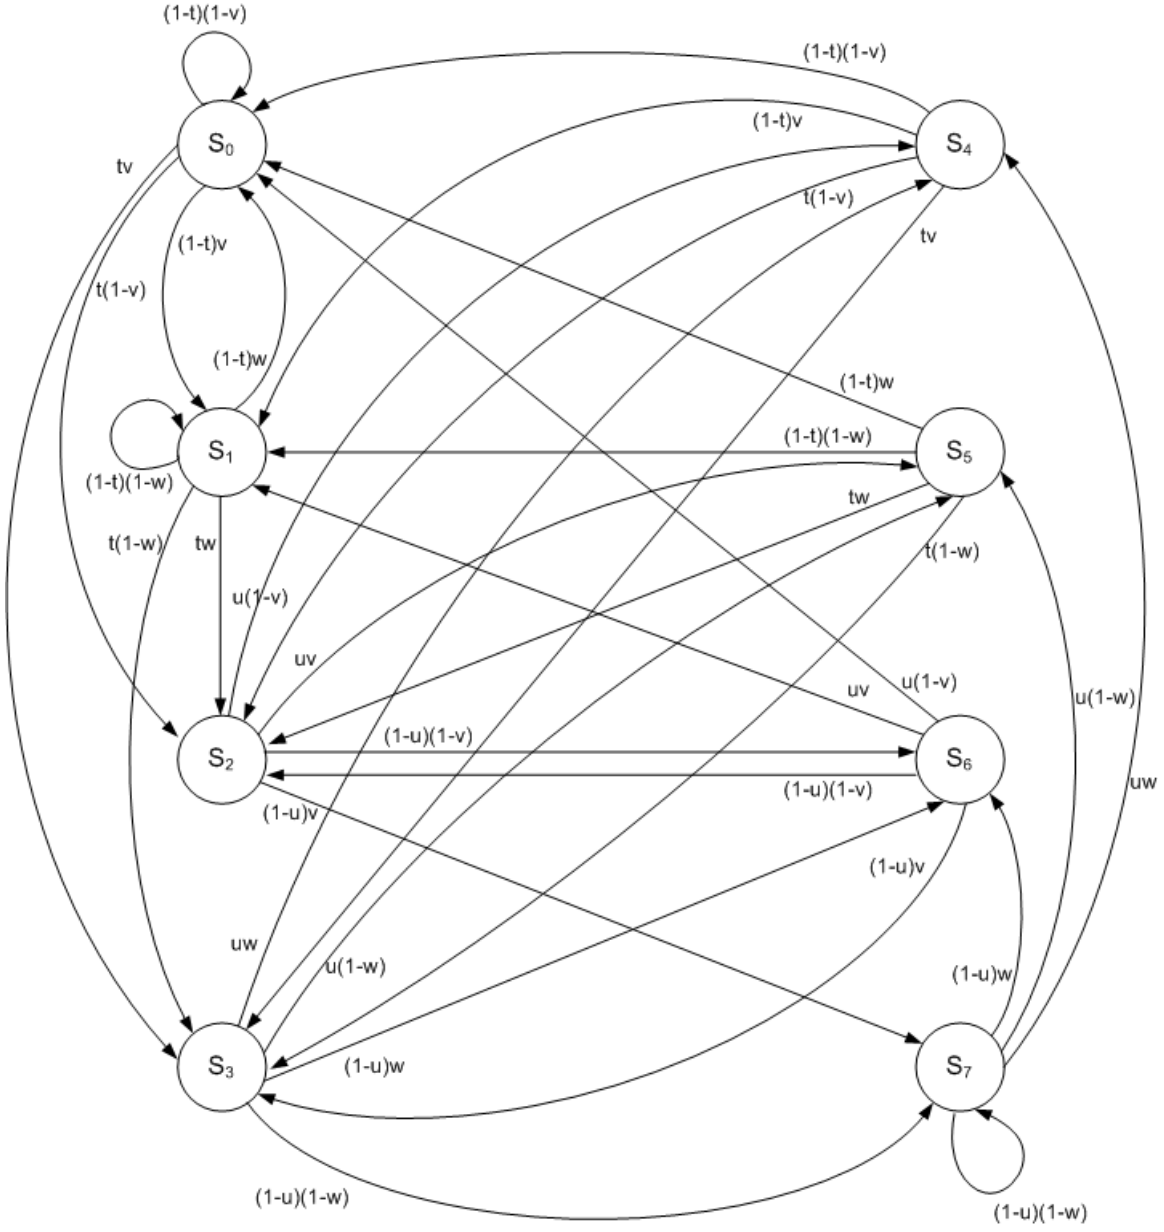 (1-t)(1-v)
(1-t)(1-v)
(1-t)v
S₀
S₄
tv
t(1-v)
tv
(1-t)v
t(1-v)
(1-t)w
(1-t)w
(1-t)(1-w)
S₁
S₅
(1-t)(1-w)
tw
t(1-w)
tw
t(1-w)
u(1-v)
uv
uv
u(1-v)
u(1-w)
(1-u)(1-v)
S₂
S₆
(1-u)(1-v)
uw
(1-u)v
(1-u)v
uw
u(1-w)
(1-u)w
S₃
(1-u)w
S₇
(1-u)(1-w)
(1-u)(1-w)